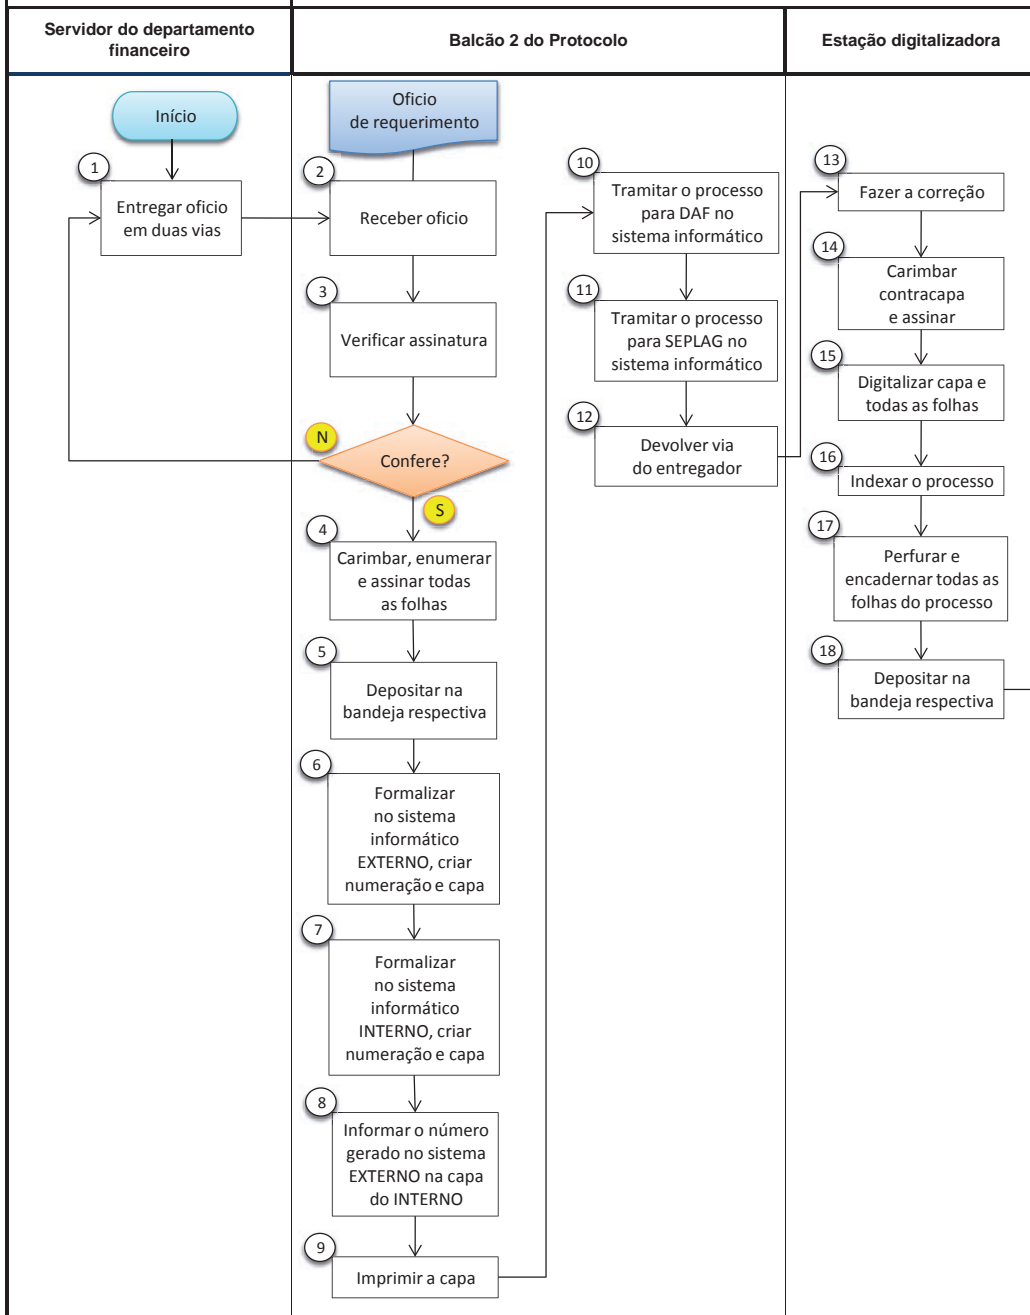 Servidor do departamento
financeiro
Balcão 2 do Protocolo
Estação digitalizadora
Início
1
Entregar oficio
em duas vias
Oficio
de requerimento
2
Receber oficio
3
Verificar assinatura
N
Confere?
S
4
Carimbar, enumerar
e assinar todas
as folhas
5
Depositar na
bandeja respectiva
6
Formalizar
no sistema
informático
EXTERNO, criar
numeração e capa
7
Formalizar
no sistema
informático
INTERNO, criar
numeração e capa
8
Informar o número
gerado no sistema
EXTERNO na capa
do INTERNO
9
Imprimir a capa
10
Tramitar o processo
para DAF no
sistema informático
11
Tramitar o processo
para SEPLAG no
sistema informático
12
Devolver via
do entregador
13
Fazer a correção
14
Carimbar
contracapa
e assinar
15
Digitalizar capa e
todas as folhas
16
Indexar o processo
17
Perfurar e
encadernar todas as
folhas do processo
18
Depositar na
bandeja respectiva